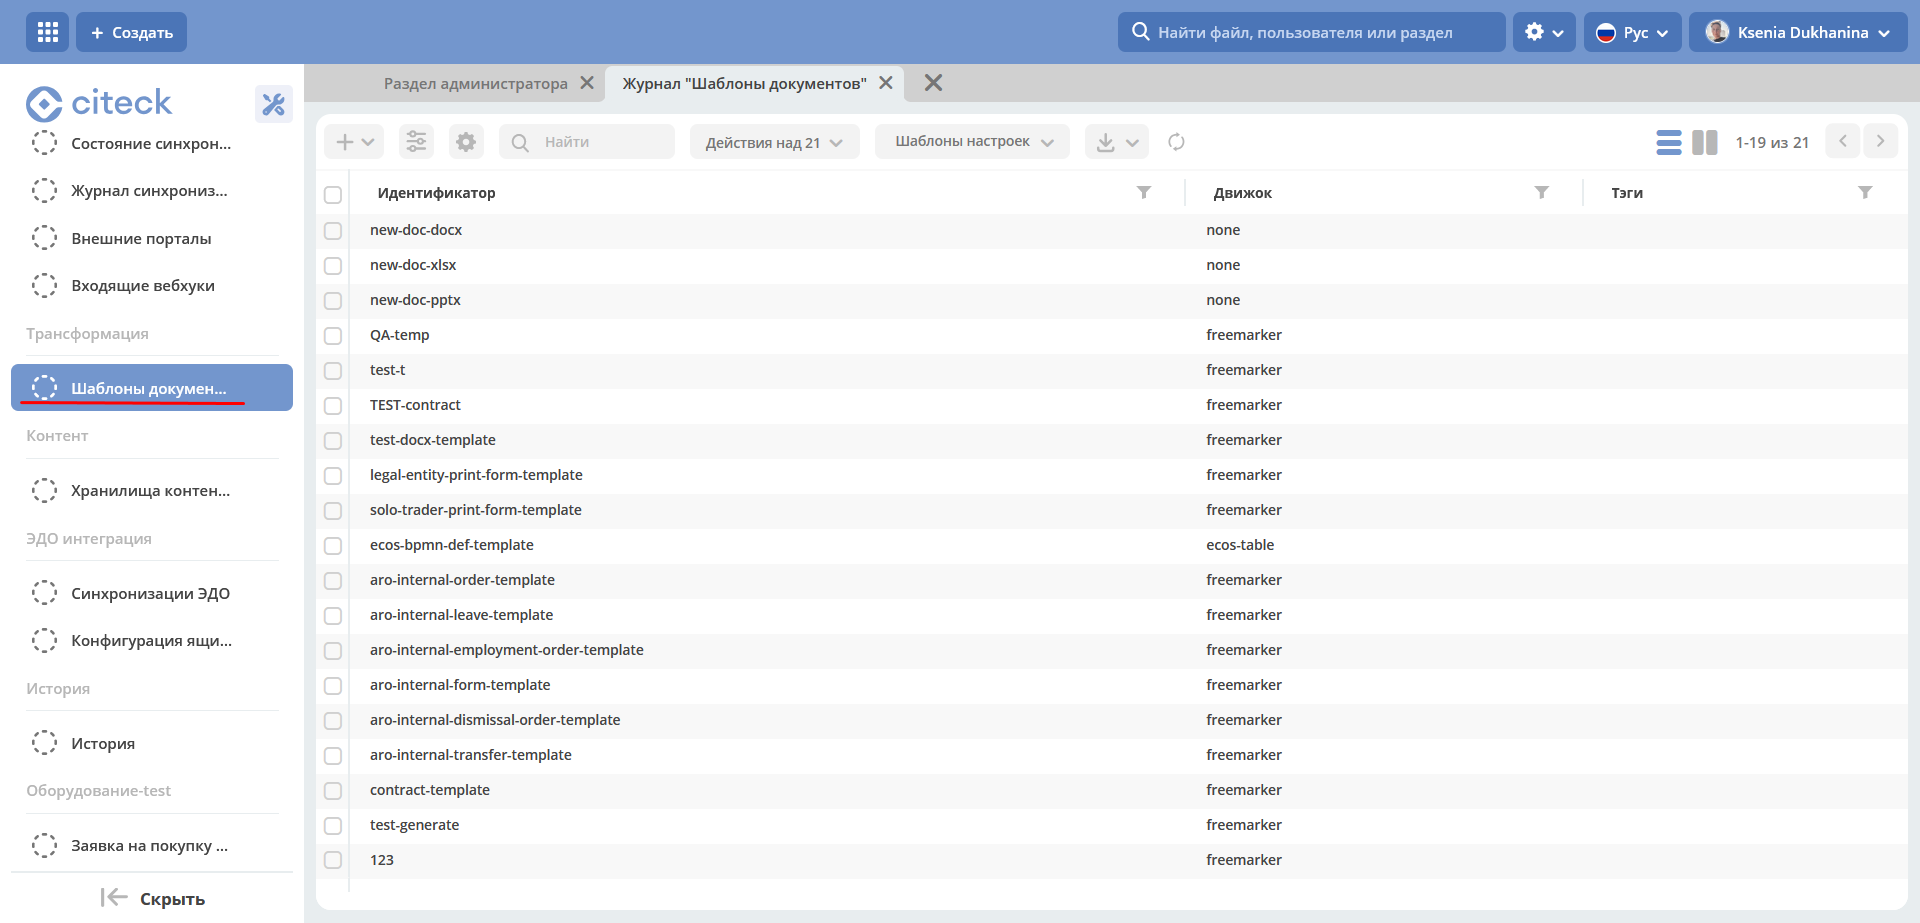 Создать
Найти файл, пользователя или раздел
Рус
Ksenia Dukhanina
citeck
Состояние синхрон...
Журнал синхрониз...
Внешние порталы
Входящие вебхуки
Трансформация
Шаблоны докумен...
Контент
Хранилища контен...
ЭДО интеграция
Синхронизации ЭДО
Конфигурация ящи...
История
История
Оборудование-test
Заявка на покупку ...
Скрыть
Раздел администратора
Журнал "Шаблоны документов"
Найти
Действия над 21
Шаблоны настроек
1-19 из 21
Идентификатор Движок Тэги
new-doc-docx none
new-doc-xlsx none
new-doc-pptx none
QA-temp freemarker
test-t freemarker
TEST-contract freemarker
test-docx-template freemarker
legal-entity-print-form-template freemarker
solo-trader-print-form-template freemarker
ecos-bpmn-def-template ecos-table
aro-internal-order-template freemarker
aro-internal-leave-template freemarker
aro-internal-employment-order-template freemarker
aro-internal-form-template freemarker
aro-internal-dismissal-order-template freemarker
aro-internal-transfer-template freemarker
contract-template freemarker
test-generate freemarker
123 freemarker